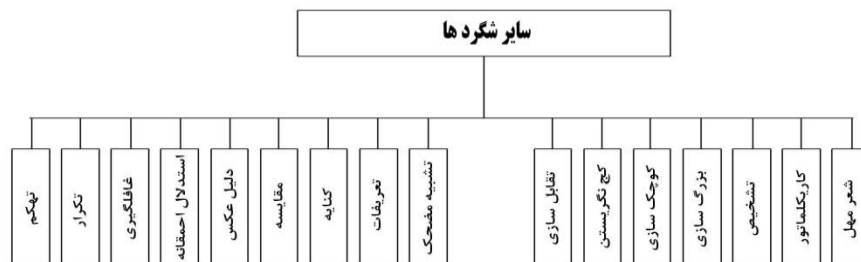 سایر شگرد ها
شعر مهل
کاریکلماتور
تشخیص
بزرگ سازی
کوچک سازی
کج نگریستن
تقابل سازی
تشبیه مضحک
تعریفات
کنایه
مقایسه
دلیل عکس
استدلال احمقانه
غافلگیری
تکرار
تهکم